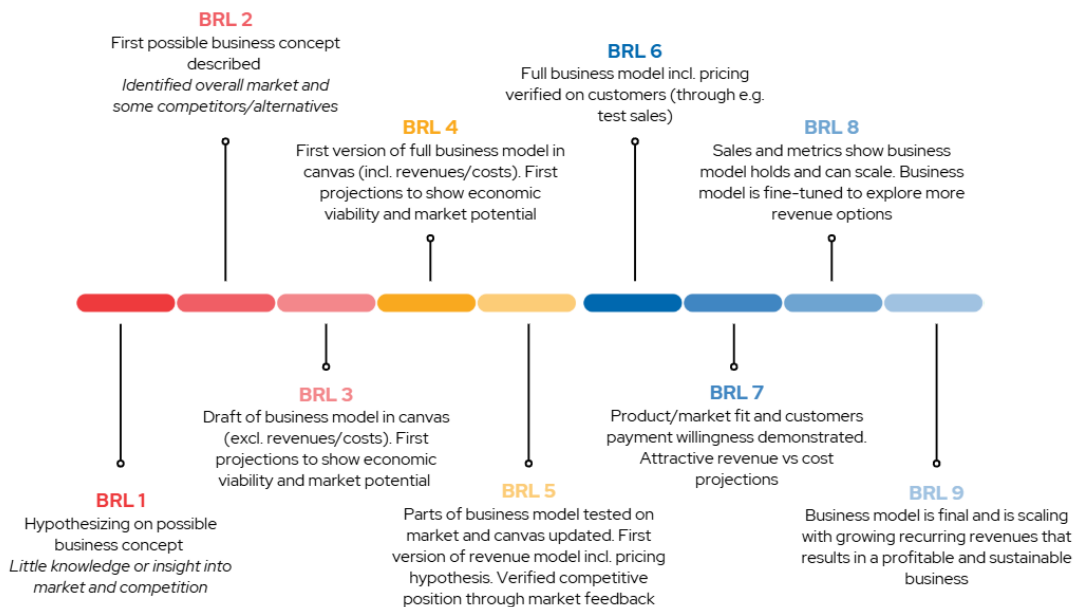 BRL 2
First possible business concept
described
Identified overall market and
some competitors/alternatives
BRL 6
Full business model incl. pricing
verified on customers (through e.g.
test sales)
BRL 4
First version of full business model in
canvas (incl. revenues/costs). First
projections to show economic
viability and market potential
BRL 8
Sales and metrics show business
model holds and can scale. Business
model is fine-tuned to explore more
revenue options
BRL 3
Draft of business model in canvas
(excl. revenues/costs). First
projections to show economic
viability and market potential
BRL 7
Product/market fit and customers
payment willingness demonstrated.
Attractive revenue vs cost
projections
BRL 1
Hypothesizing on possible
business concept
Little knowledge or insight into
market and competition
BRL 5
Parts of business model tested on
market and canvas updated. First
version of revenue model incl. pricing
hypothesis. Verified competitive
position through market feedback
BRL 9
Business model is final and is scaling
with growing recurring revenues that
results in a profitable and sustainable
business